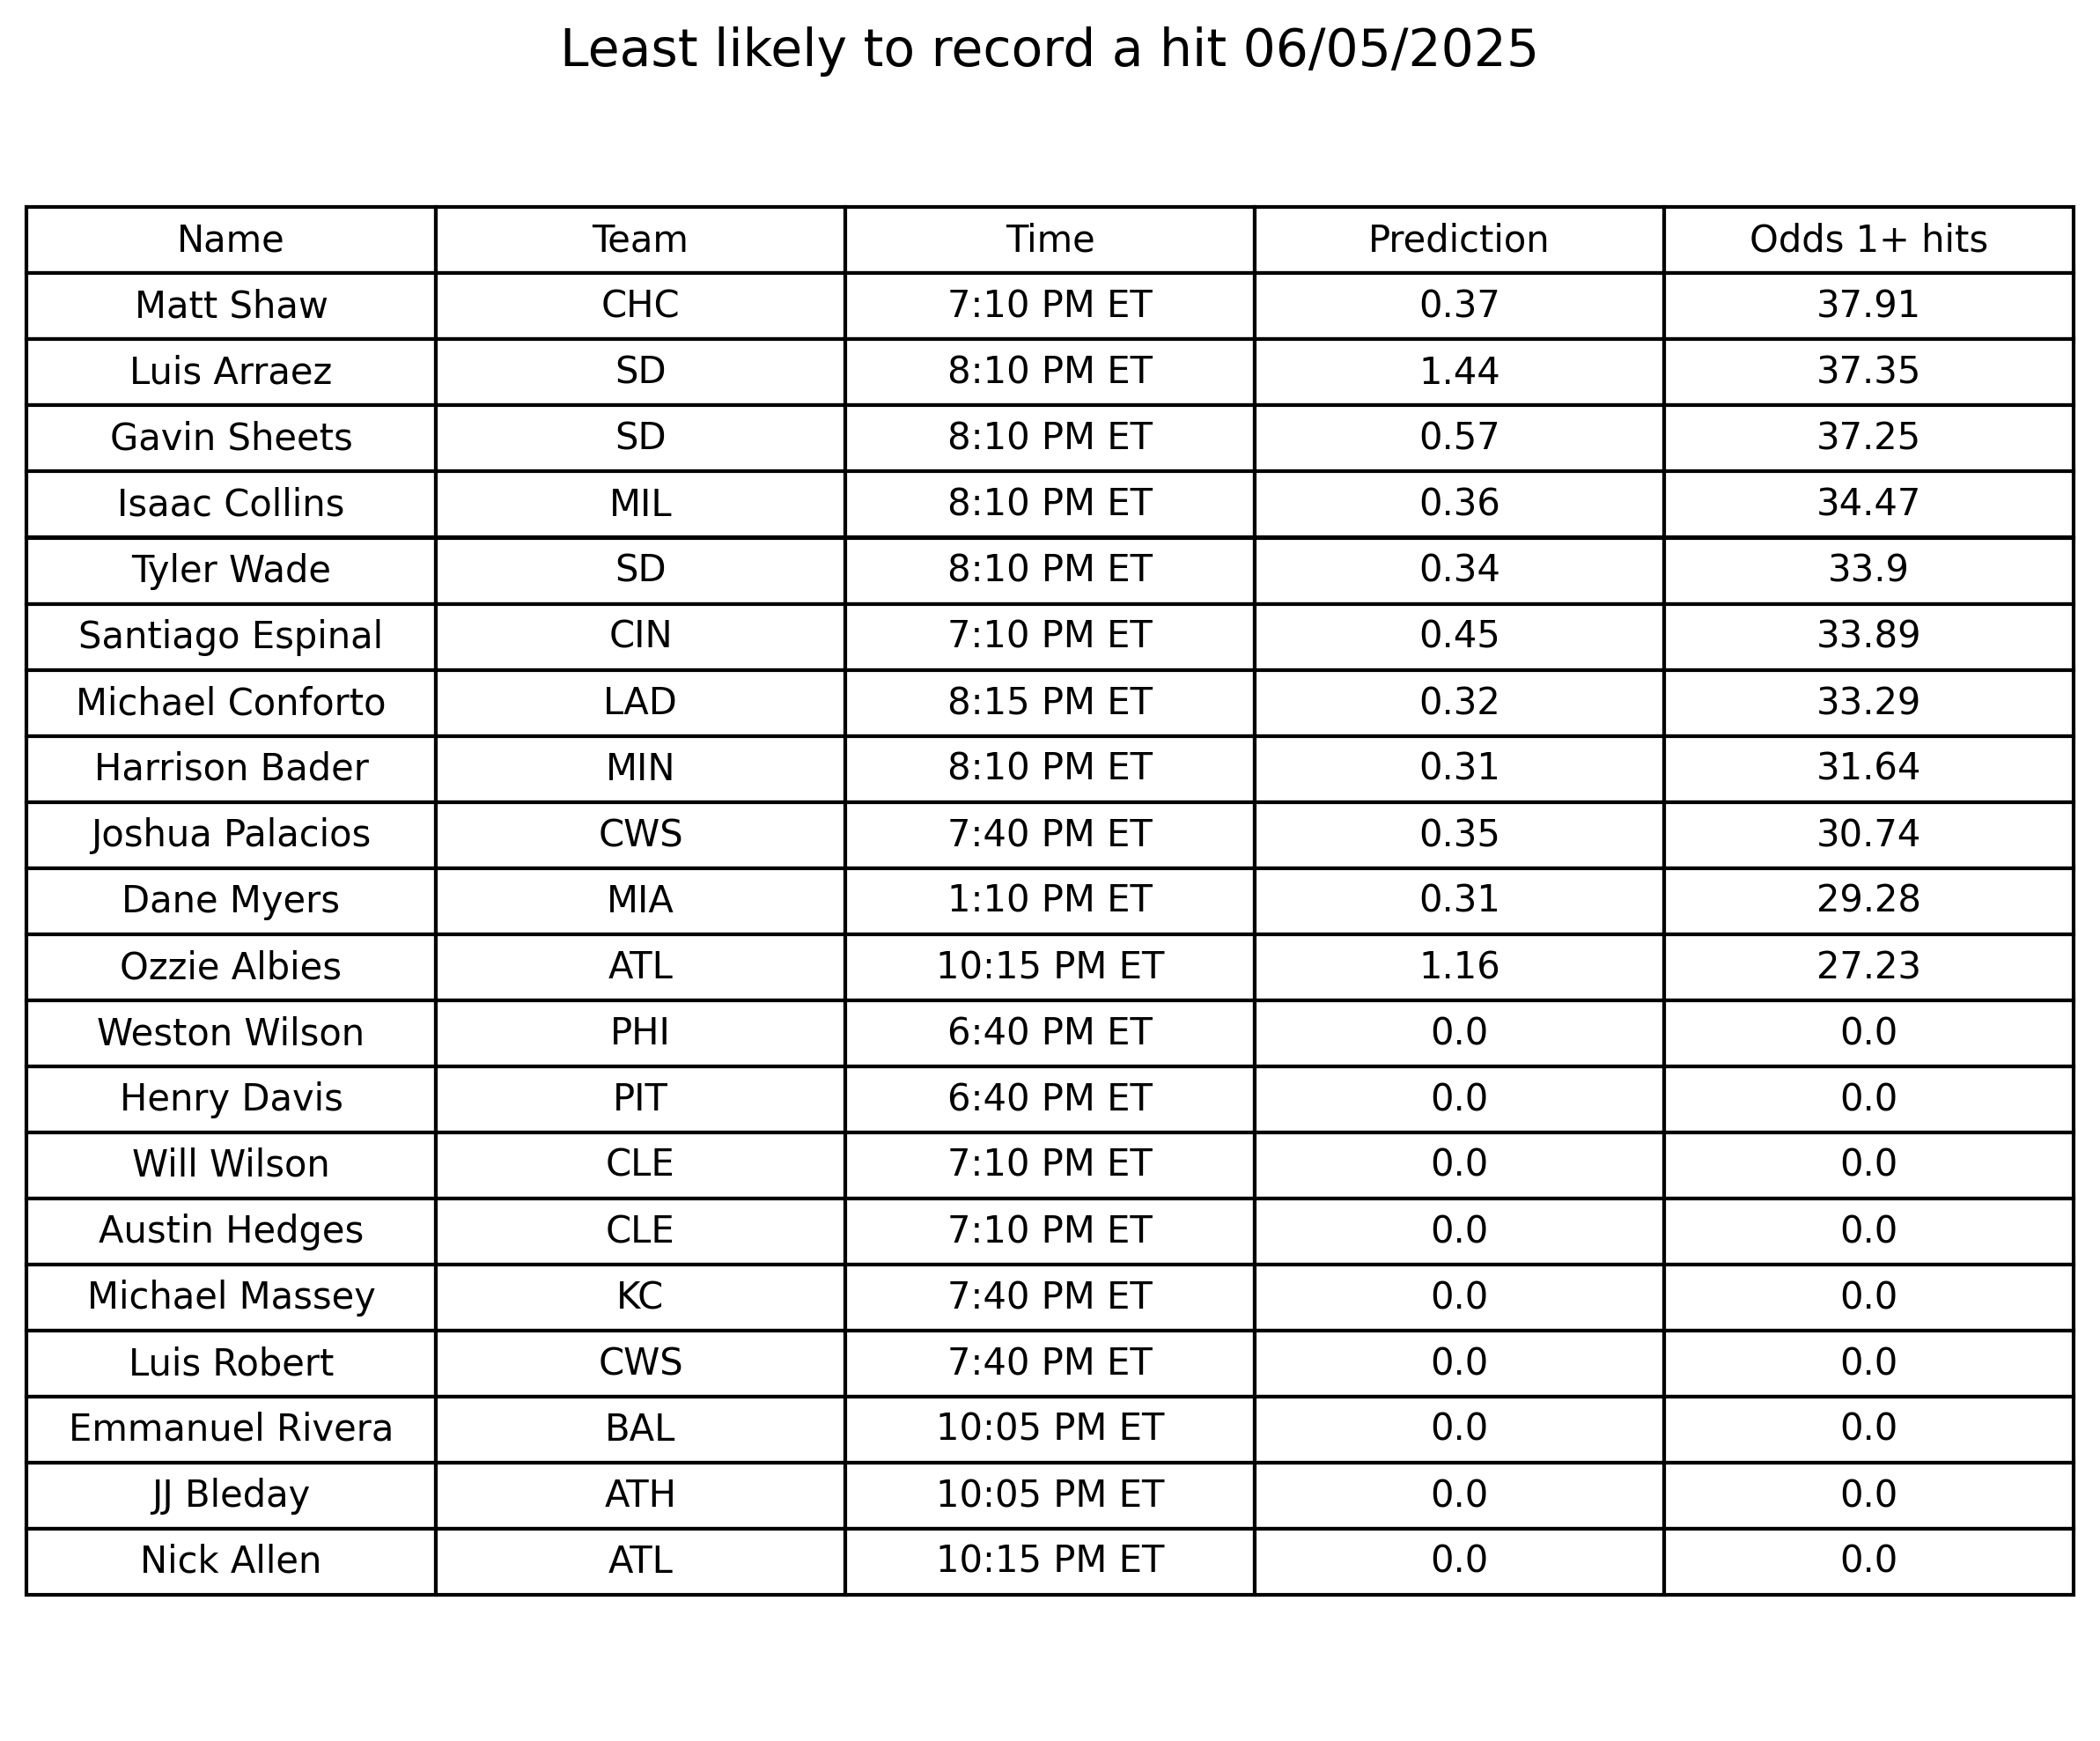 Least likely to record a hit 06/05/2025
Name Team Time Prediction Odds 1+ hits
Matt Shaw CHC 7:10 PM ET 0.37 37.91
Luis Arraez SD 8:10 PM ET 1.44 37.35
Gavin Sheets SD 8:10 PM ET 0.57 37.25
Isaac Collins MIL 8:10 PM ET 0.36 34.47
Tyler Wade SD 8:10 PM ET 0.34 33.9
Santiago Espinal CIN 7:10 PM ET 0.45 33.89
Michael Conforto LAD 8:15 PM ET 0.32 33.29
Harrison Bader MIN 8:10 PM ET 0.31 31.64
Joshua Palacios CWS 7:40 PM ET 0.35 30.74
Dane Myers MIA 1:10 PM ET 0.31 29.28
Ozzie Albies ATL 10:15 PM ET 1.16 27.23
Weston Wilson PHI 6:40 PM ET 0.0 0.0
Henry Davis PIT 6:40 PM ET 0.0 0.0
Will Wilson CLE 7:10 PM ET 0.0 0.0
Austin Hedges CLE 7:10 PM ET 0.0 0.0
Michael Massey KC 7:40 PM ET 0.0 0.0
Luis Robert CWS 7:40 PM ET 0.0 0.0
Emmanuel Rivera BAL 10:05 PM ET 0.0 0.0
JJ Bleday ATH 10:05 PM ET 0.0 0.0
Nick Allen ATL 10:15 PM ET 0.0 0.0